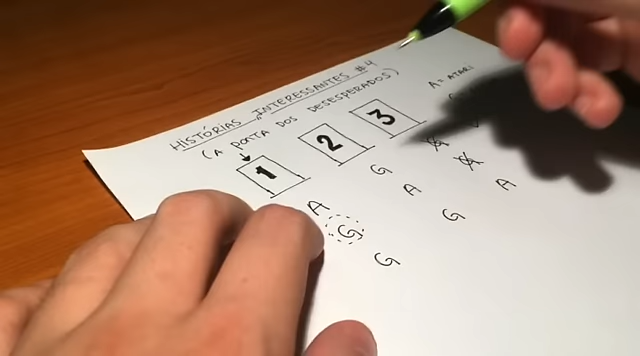 HISTÓRIAS INTERESSANTES #4
(A PORTA DOS DESESPERADOS)
A = ATARI
1 2 3
A G
G A
G G A